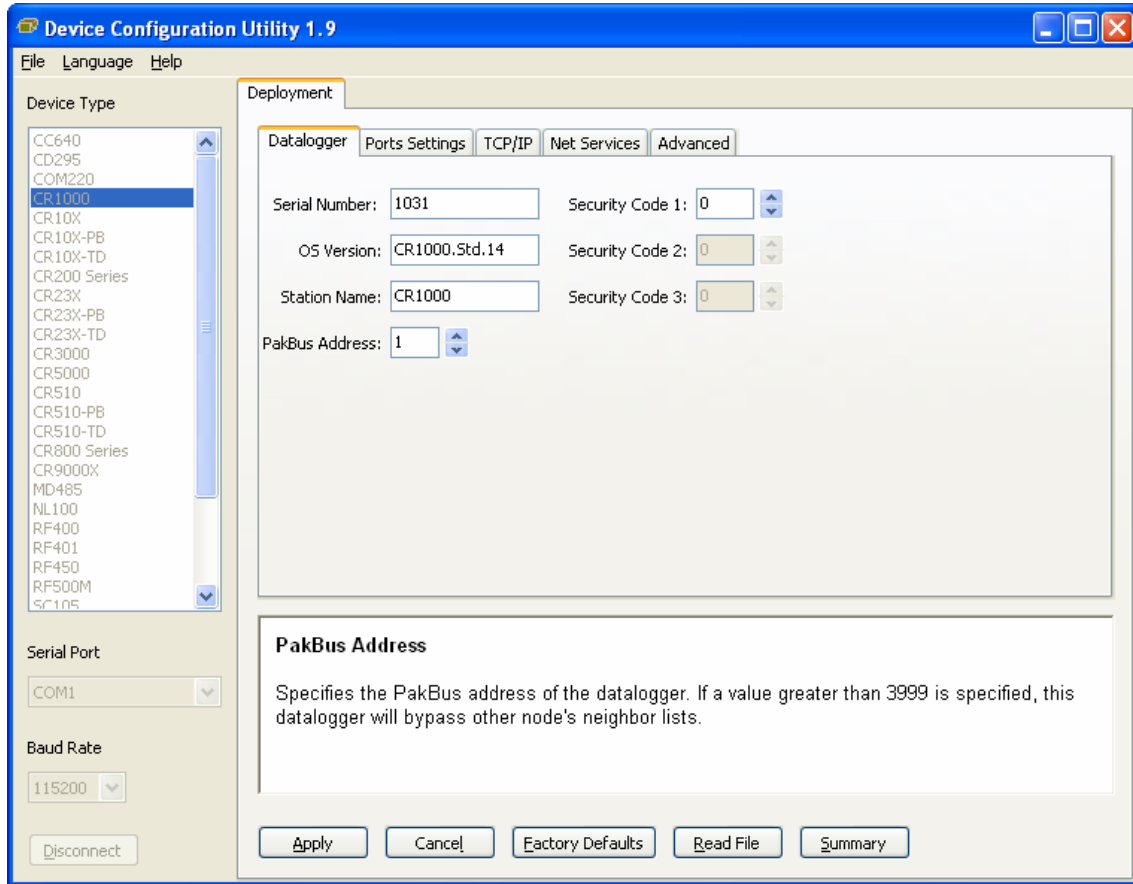 Device Configuration Utility 1.9
File Language Help
Device Type
CC640
CD295
COM220
CR1000
CR10X
CR10X-PB
CR10X-TD
CR200 Series
CR23X
CR23X-PB
CR23X-TD
CR3000
CR5000
CR510
CR510-PB
CR510-TD
CR800 Series
CR9000X
MD485
NL100
RF400
RF401
RF450
RF500M
SC105
Serial Port
COM1
Baud Rate
115200
Disconnect
Deployment
Datalogger Ports Settings TCP/IP Net Services Advanced
Serial Number: 1031 Security Code 1: 0
OS Version: CR1000.Std.14 Security Code 2: 0
Station Name: CR1000 Security Code 3: 0
PakBus Address: 1
PakBus Address
Specifies the PakBus address of the datalogger. If a value greater than 3999 is specified, this
datalogger will bypass other node's neighbor lists.
Apply Cancel Factory Defaults Read File Summary